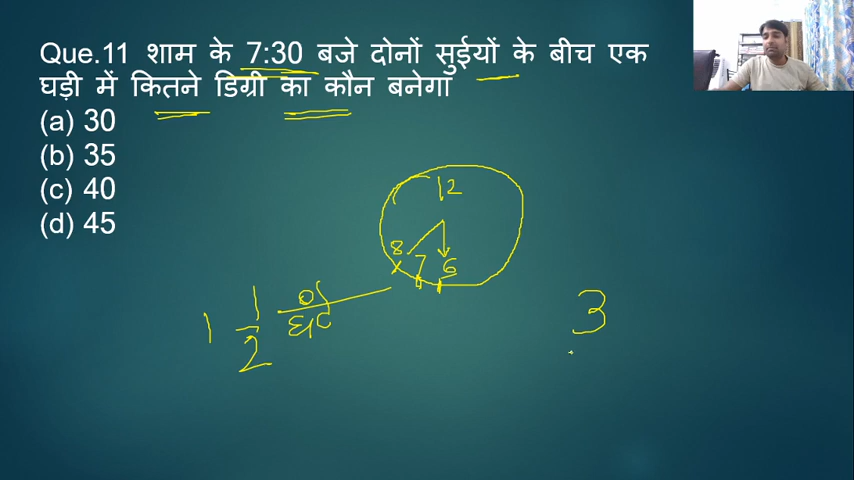 Que.11 शाम के 7:30 बजे दोनों सुईयों के बीच एक
घड़ी में कितने डिग्री का कौन बनेगा
(a) 30
(b) 35
(c) 40
(d) 45
12
8 7 6
1 1/2
3